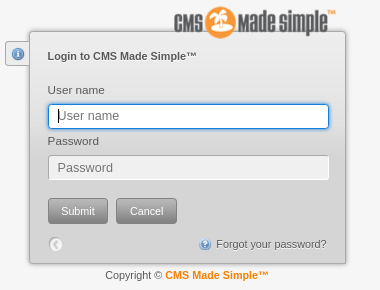 CMS made simple™
Login to CMS Made Simple™
User name
User name
Password
Password
Submit Cancel
Forgot your password?
Copyright © CMS Made Simple™